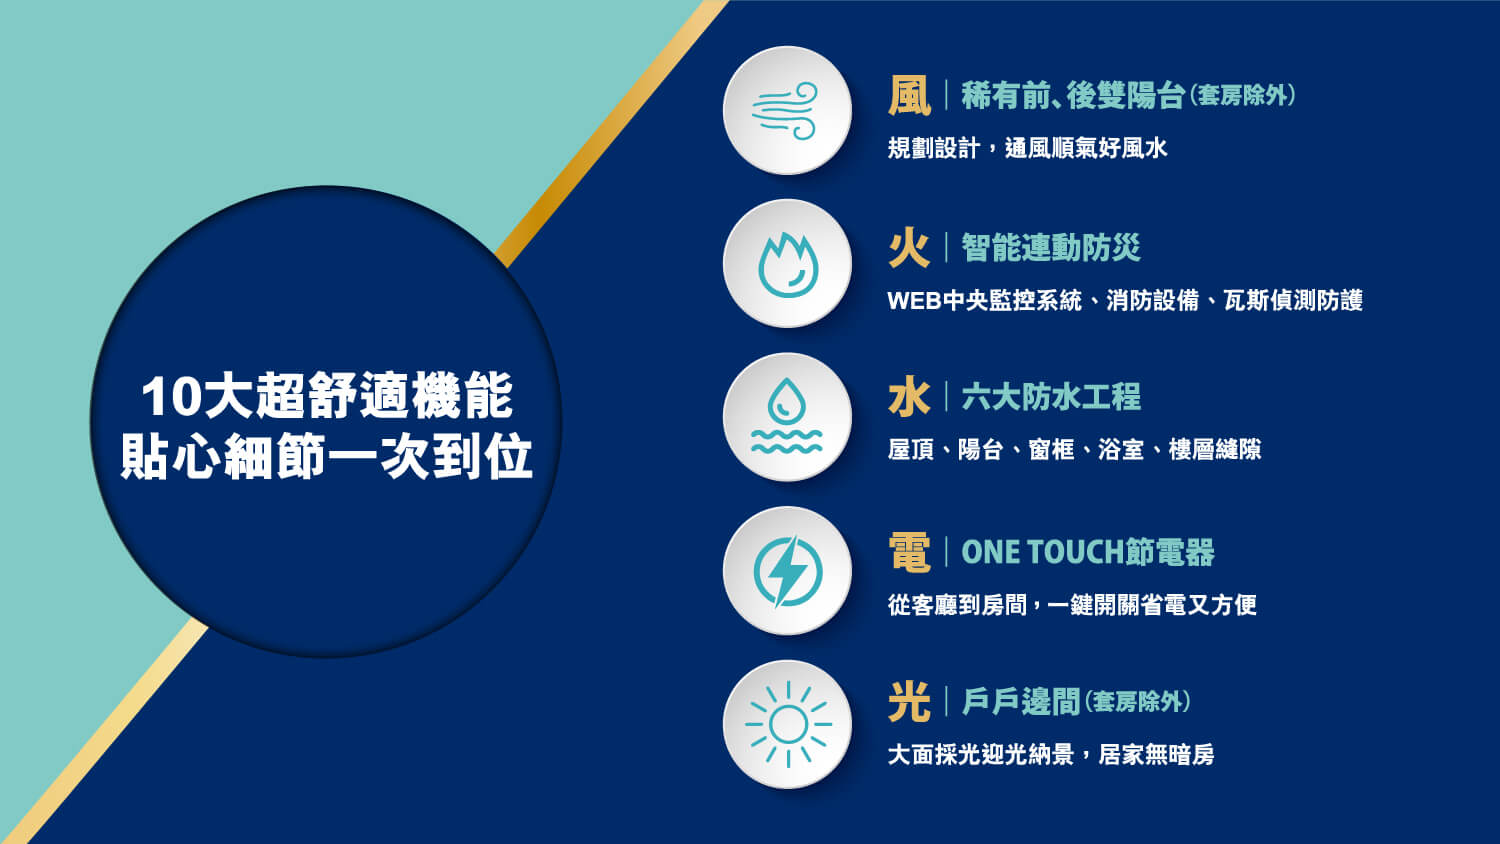 10大超舒適機能
貼心細節一次到位
風｜稀有前、後雙陽台(套房除外)
規劃設計，通風順氣好風水
火｜智能連動防災
WEB中央監控系統、消防設備、瓦斯偵測防護
水｜六大防水工程
屋頂、陽台、窗框、浴室、樓層縫隙
電｜ONE TOUCH節電器
從客廳到房間，一鍵開關省電又方便
光｜戶戶邊間(套房除外)
大面採光迎光納景，居家無暗房